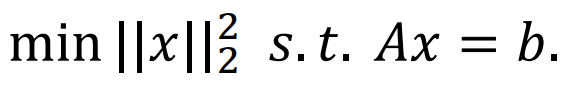 min ||x||₂² s.t. Ax = b.